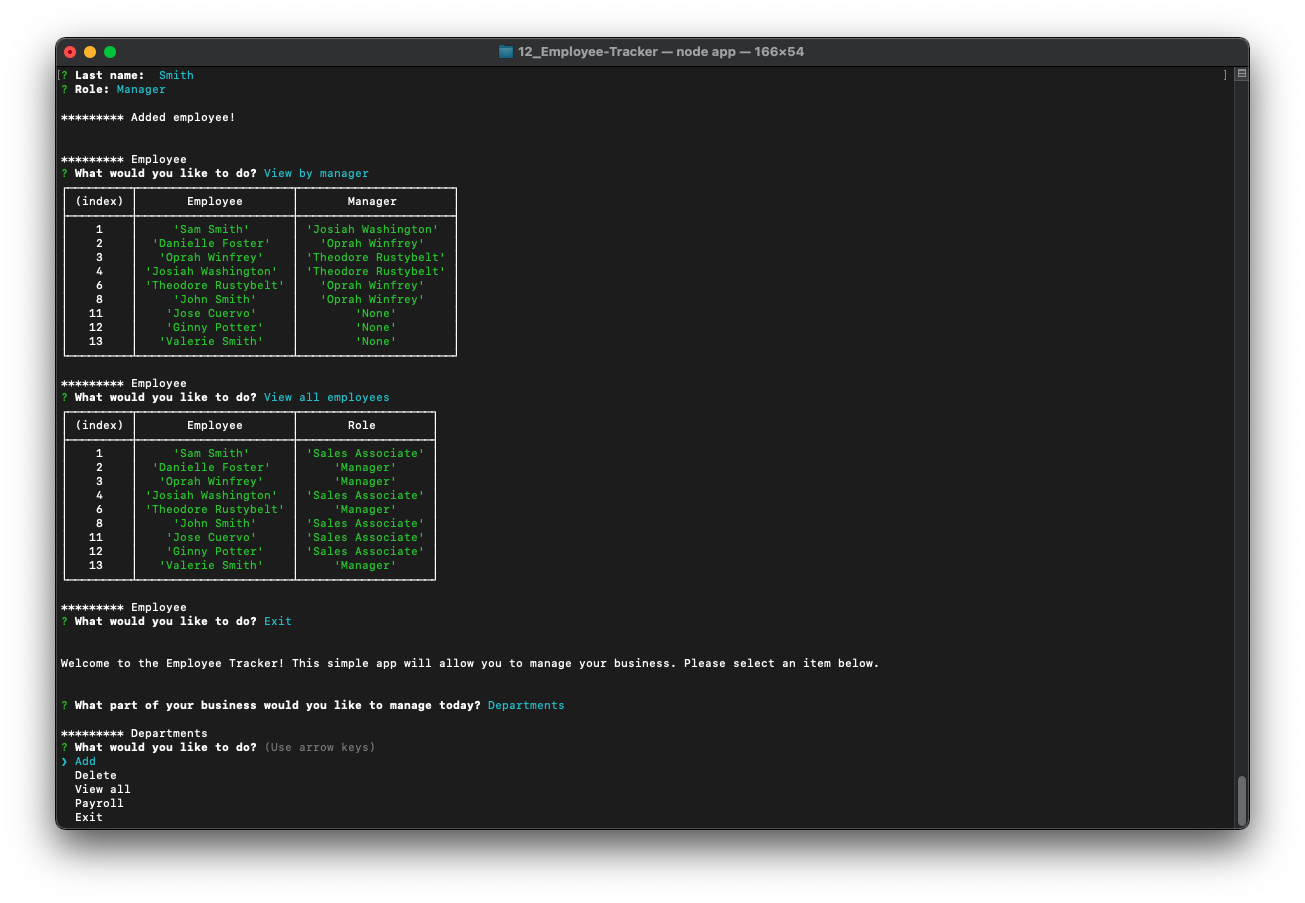 12_Employee-Tracker — node app — 166×54
[? Last name:  Smith ]
? Role: Manager
********* Added employee!
********* Employee
? What would you like to do? View by manager
(index) Employee Manager
1 'Sam Smith' 'Josiah Washington'
2 'Danielle Foster' 'Oprah Winfrey'
3 'Oprah Winfrey' 'Theodore Rustybelt'
4 'Josiah Washington' 'Theodore Rustybelt'
6 'Theodore Rustybelt' 'Oprah Winfrey'
8 'John Smith' 'Oprah Winfrey'
11 'Jose Cuervo' 'None'
12 'Ginny Potter' 'None'
13 'Valerie Smith' 'None'
********* Employee
? What would you like to do? View all employees
(index) Employee Role
1 'Sam Smith' 'Sales Associate'
2 'Danielle Foster' 'Manager'
3 'Oprah Winfrey' 'Manager'
4 'Josiah Washington' 'Sales Associate'
6 'Theodore Rustybelt' 'Manager'
8 'John Smith' 'Sales Associate'
11 'Jose Cuervo' 'Sales Associate'
12 'Ginny Potter' 'Sales Associate'
13 'Valerie Smith' 'Manager'
********* Employee
? What would you like to do? Exit
Welcome to the Employee Tracker! This simple app will allow you to manage your business. Please select an item below.
? What part of your business would you like to manage today? Departments
********* Departments
? What would you like to do? (Use arrow keys)
❯ Add
Delete
View all
Payroll
Exit